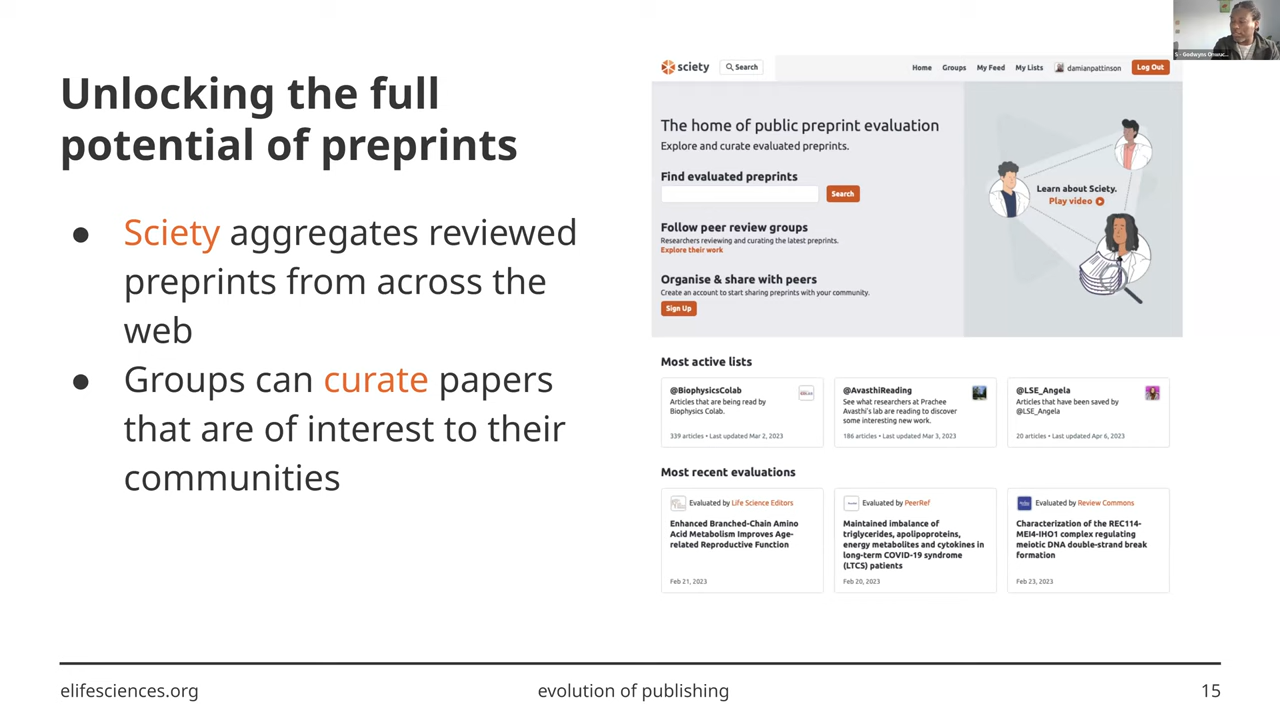 Unlocking the full
potential of preprints
● Sciety aggregates reviewed
preprints from across the
web
● Groups can curate papers
that are of interest to their
communities
sciety
Search
Home
Groups
My Feed
My Lists
damianpattinson
Log Out
The home of public preprint evaluation
Explore and curate evaluated preprints.
Find evaluated preprints
Search
Follow peer review groups
Researchers reviewing and curating the latest preprints.
Explore their work
Organise & share with peers
Create an account to start sharing preprints with your community.
Sign Up
Learn about Sciety.
Play video
Most active lists
@BiophysicsColab
Articles that are being read by
Biophysics Colab.
339 articles • Last updated Mar 2, 2023
@AvasthiReading
See what researchers at Prachee
Avasthi's lab are reading to discover
some interesting new work.
186 articles • Last updated Mar 3, 2023
@LSE_Angela
Articles that have been saved by
@LSE_Angela
20 articles • Last updated Apr 6, 2023
Most recent evaluations
Evaluated by Life Science Editors
Enhanced Branched-Chain Amino
Acid Metabolism Improves Age-
related Reproductive Function
Feb 21, 2023
Evaluated by PeerRef
Maintained imbalance of
triglycerides, apolipoproteins,
energy metabolites and cytokines in
long-term COVID-19 syndrome
(LTCS) patients
Feb 20, 2023
Evaluated by Review Commons
Characterization of the REC114-
MEI4-IHO1 complex regulating
meiotic DNA double-strand break
formation
Feb 23, 2023
elifesciences.org
evolution of publishing
15